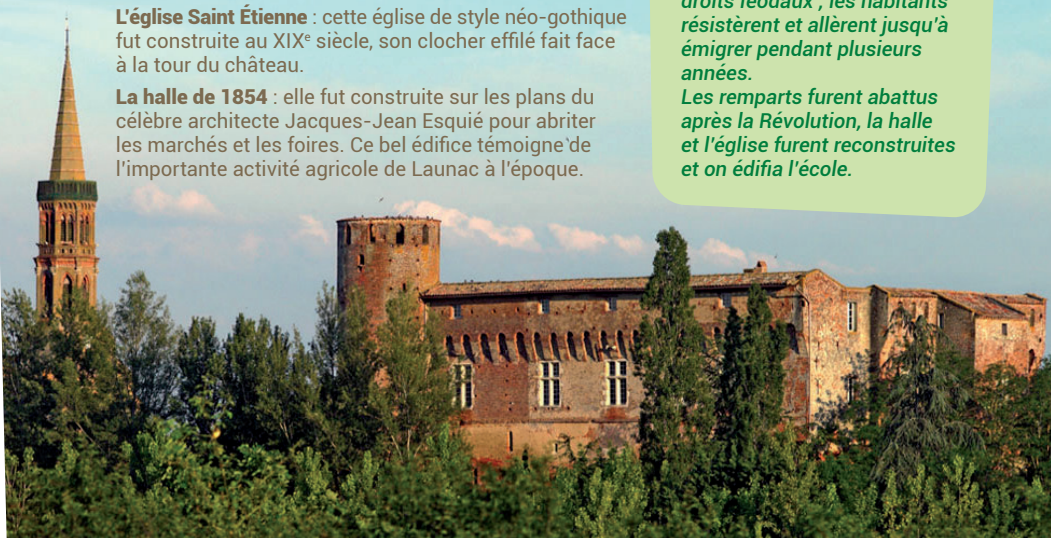 L'église Saint Étienne : cette église de style néo-gothique
fut construite au XIXe siècle, son clocher effilé fait face
à la tour du château.
La halle de 1854 : elle fut construite sur les plans du
célèbre architecte Jacques-Jean Esquié pour abriter
les marchés et les foires. Ce bel édifice témoigne de
l'importante activité agricole de Launac à l'époque.
droits féodaux ; les habitants
résistèrent et allèrent jusqu'à
émigrer pendant plusieurs
années.
Les remparts furent abattus
après la Révolution, la halle
et l'église furent reconstruites
et on édifia l'école.